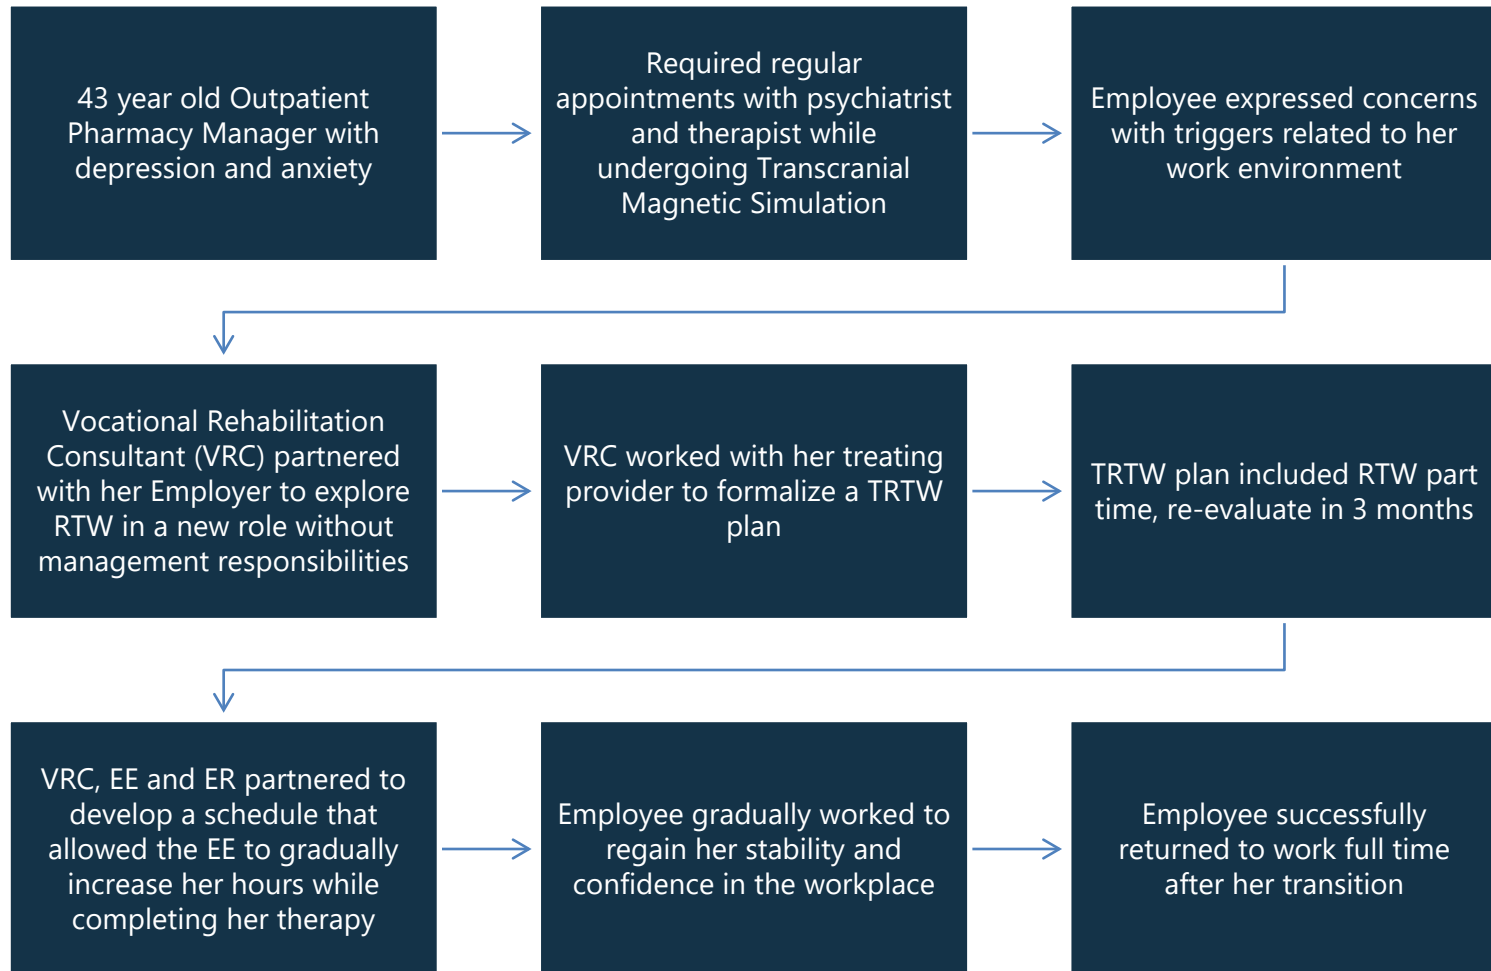 43 year old Outpatient
Pharmacy Manager with
depression and anxiety
Required regular
appointments with psychiatrist
and therapist while
undergoing Transcranial
Magnetic Simulation
Employee expressed concerns
with triggers related to her
work environment
Vocational Rehabilitation
Consultant (VRC) partnered
with her Employer to explore
RTW in a new role without
management responsibilities
VRC worked with her treating
provider to formalize a TRTW
plan
TRTW plan included RTW part
time, re-evaluate in 3 months
VRC, EE and ER partnered to
develop a schedule that
allowed the EE to gradually
increase her hours while
completing her therapy
Employee gradually worked to
regain her stability and
confidence in the workplace
Employee successfully
returned to work full time
after her transition